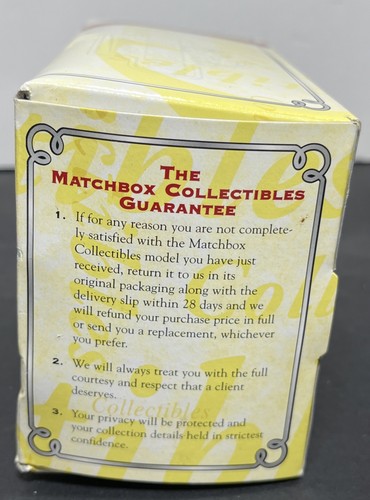 THE
MATCHBOX COLLECTIBLES
GUARANTEE
1. If for any reason you are not complete-
ly satisfied with the Matchbox
Collectibles model you have just
received, return it to us in its
original packaging along with the
delivery slip within 28 days and we
will refund your purchase price in full
or send you a replacement, whichever
you prefer.
2. We will always treat you with the full
courtesy and respect that a client
deserves.
Collectibles
3. Your privacy will be protected and
your collection details held in strictest
confidence.